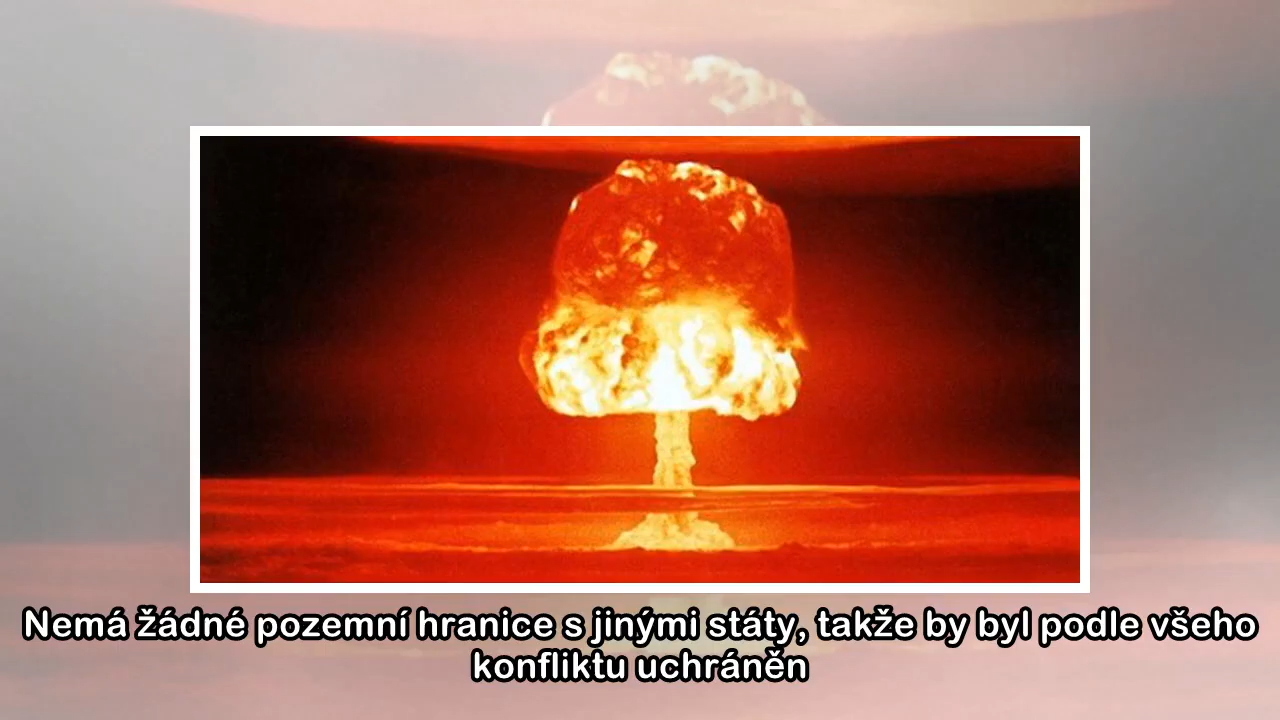 Nemá žádné pozemní hranice s jinými státy, takže by byl podle všeho
konfliktu uchráněn